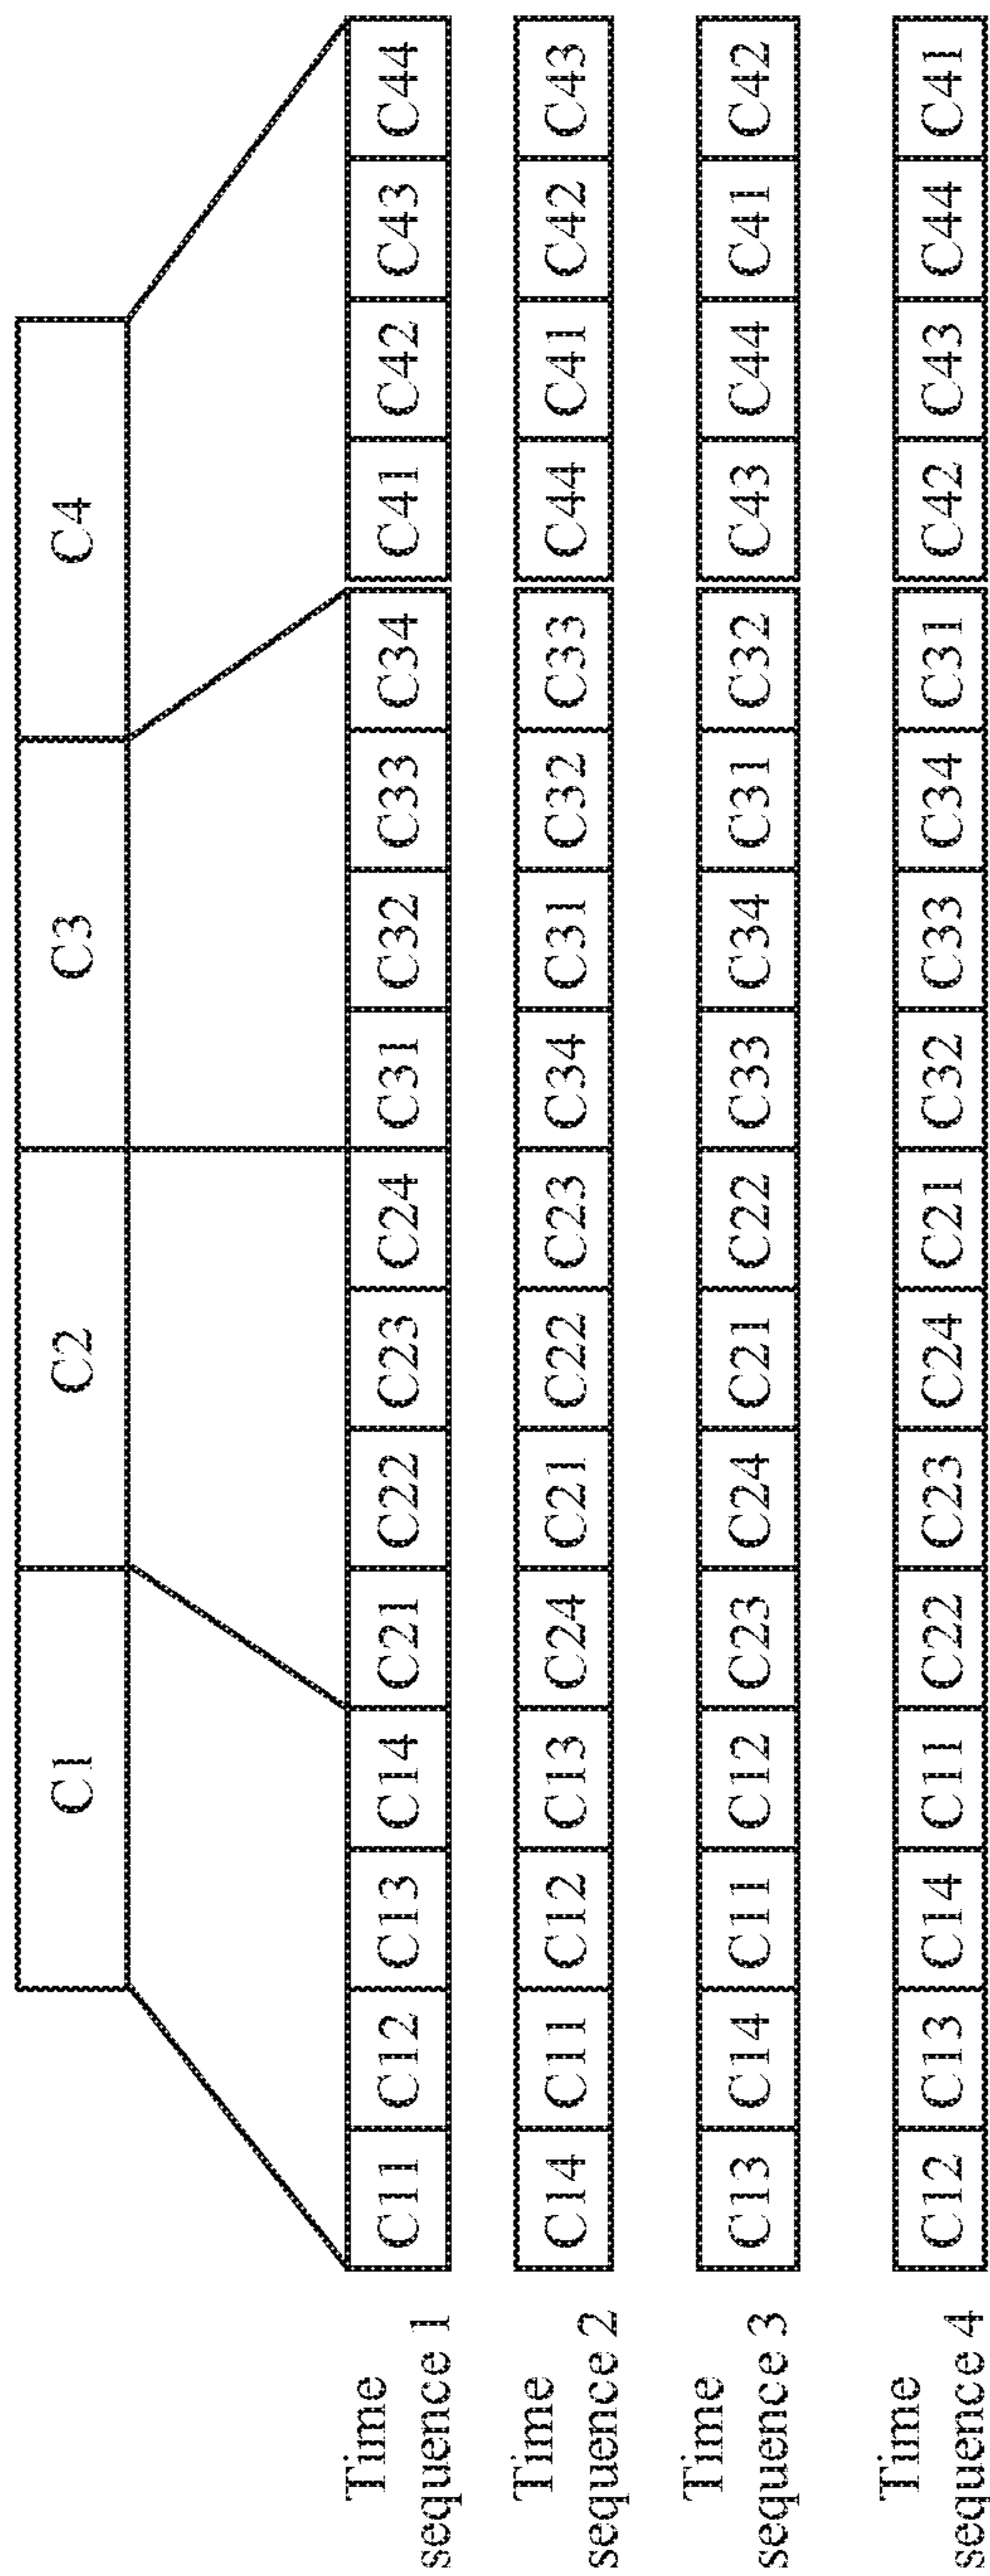 C1 C2 C3 C4
Time
sequence 1
C11 C12 C13 C14 C21 C22 C23 C24 C31 C32 C33 C34 C41 C42 C43 C44
Time
sequence 2
C14 C11 C12 C13 C24 C21 C22 C23 C34 C31 C32 C33 C44 C41 C42 C43
Time
sequence 3
C13 C14 C11 C12 C23 C24 C21 C22 C33 C34 C31 C32 C43 C44 C41 C42
Time
sequence 4
C12 C13 C14 C11 C22 C23 C24 C21 C32 C33 C34 C31 C42 C43 C44 C41